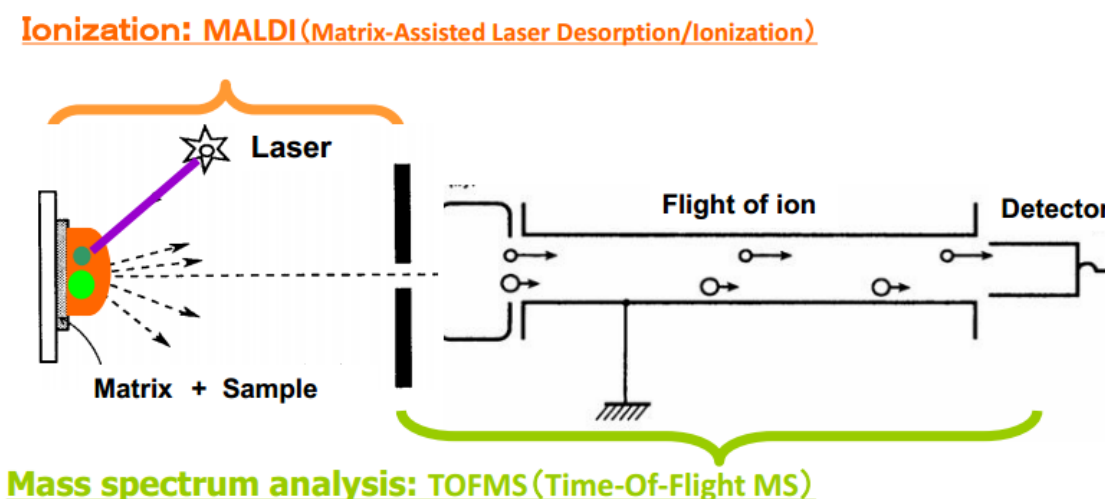 Ionization: MALDI（Matrix-Assisted Laser Desorption/Ionization）
Laser
Flight of ion
Detector
Matrix + Sample
Mass spectrum analysis: TOFMS（Time-Of-Flight MS）